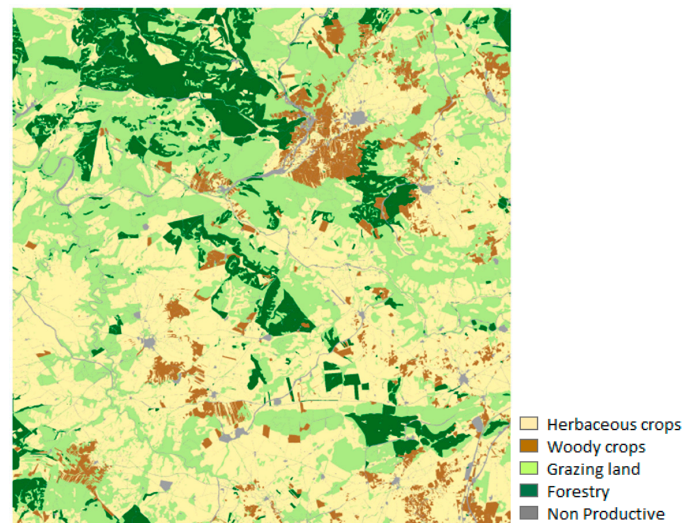 Herbaceous crops
Woody crops
Grazing land
Forestry
Non Productive